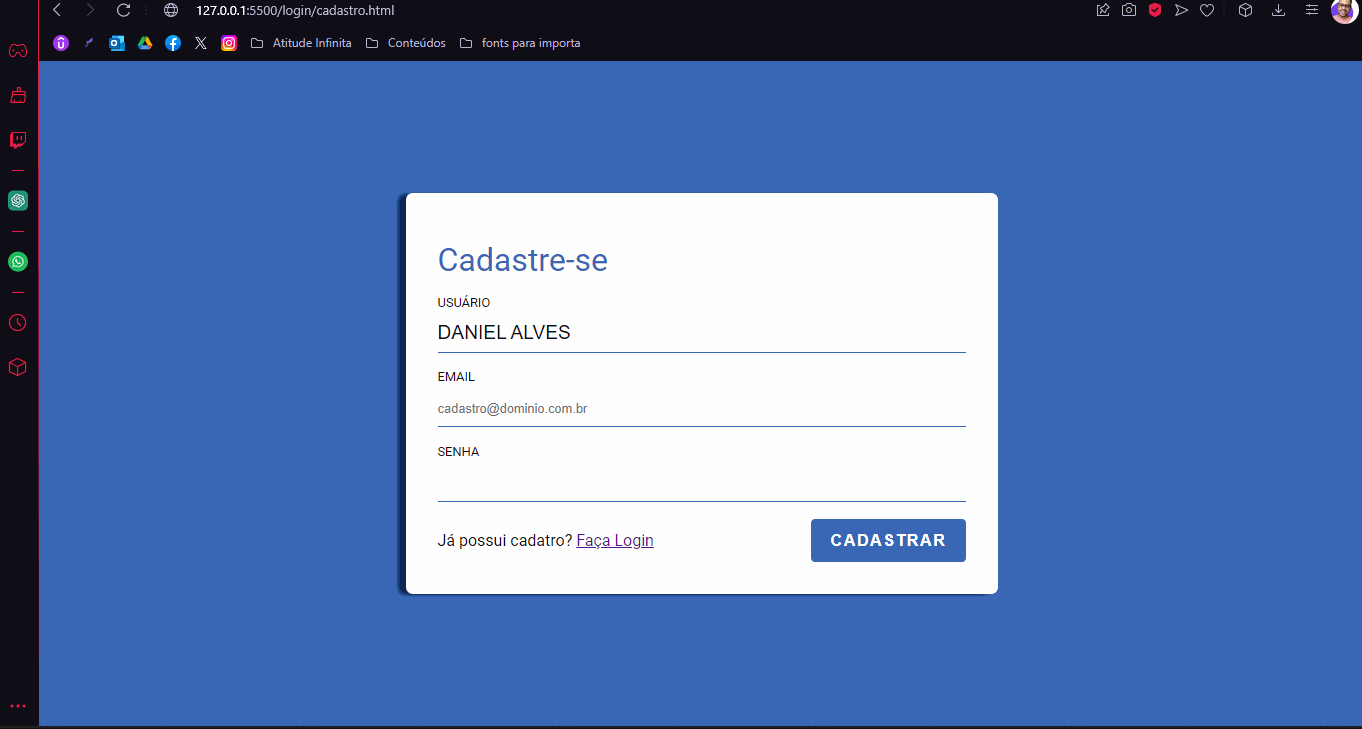 127.0.0.1:5500/login/cadastro.html
Atitude Infinita Conteúdos fonts para importa
Cadastre-se
USUÁRIO
DANIEL ALVES
EMAIL
cadastro@dominio.com.br
SENHA
Já possui cadatro? Faça Login
CADASTRAR